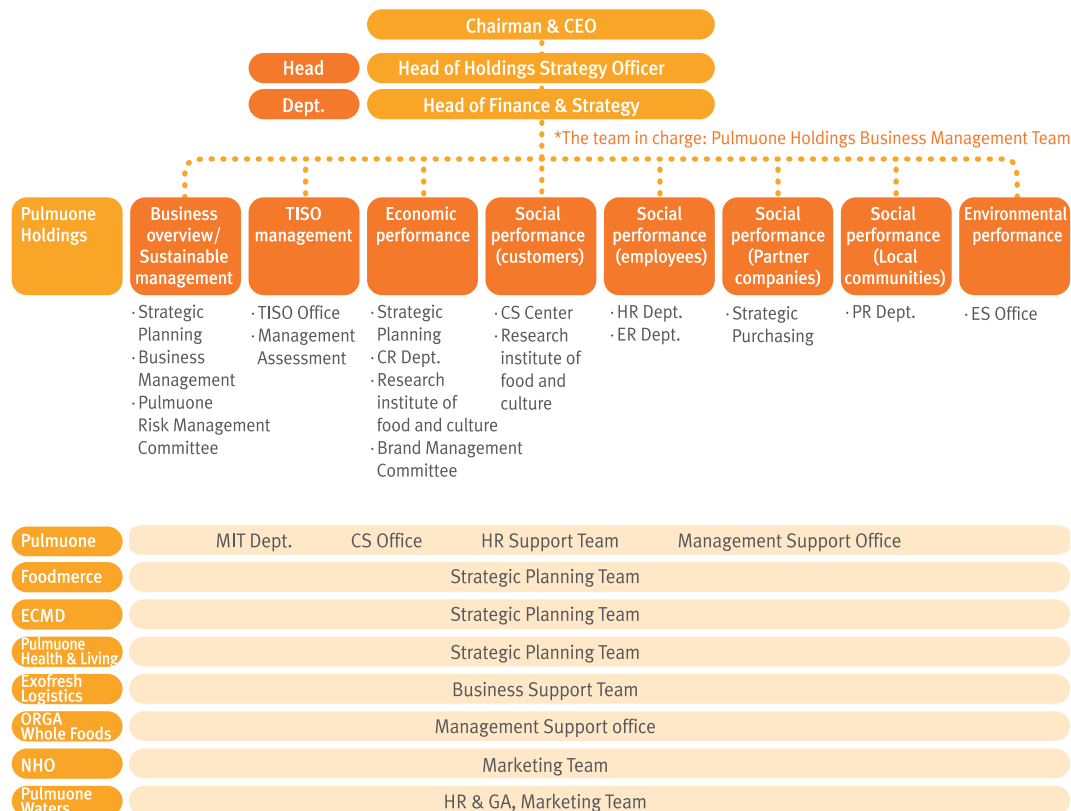 Chairman & CEO
Head
Head of Holdings Strategy Officer
Dept.
Head of Finance & Strategy
*The team in charge: Pulmuone Holdings Business Management Team
Pulmuone
Holdings
Business
overview/
Sustainable
management
TISO
management
Economic
performance
Social
performance
(customers)
Social
performance
(employees)
Social
performance
(Partner
companies)
Social
performance
(Local
communities)
Environmental
performance
· Strategic
Planning
· Business
Management
· Pulmuone
Risk Management
Committee
· TISO Office
· Management
Assessment
· Strategic
Planning
· CR Dept.
· Research
institute of
food and culture
· Brand Management
Committee
· CS Center
· Research
institute of
food and
culture
· HR Dept.
· ER Dept.
· Strategic
Purchasing
· PR Dept.
· ES Office
Pulmuone
MIT Dept. CS Office HR Support Team Management Support Office
Foodmerce
Strategic Planning Team
ECMD
Strategic Planning Team
Pulmuone
Health & Living
Strategic Planning Team
Exofresh
Logistics
Business Support Team
ORGA
Whole Foods
Management Support office
NHO
Marketing Team
Pulmuone
Waters
HR & GA, Marketing Team